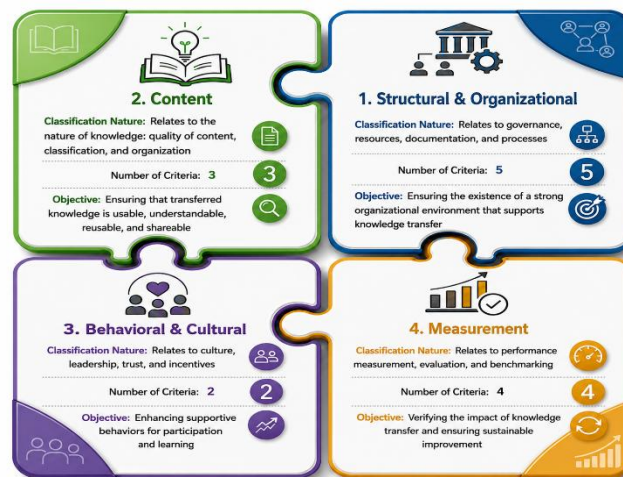 2. Content
Classification Nature: Relates to the
nature of knowledge: quality of content,
classification, and organization
Number of Criteria: 3
3
Objective: Ensuring that transferred
knowledge is usable, understandable,
reusable, and shareable
1. Structural & Organizational
Classification Nature: Relates to governance,
resources, documentation, and processes
Number of Criteria: 5
5
Objective: Ensuring the existence of a strong
organizational environment that supports
knowledge transfer
3. Behavioral & Cultural
Classification Nature: Relates to culture,
leadership, trust, and incentives
Number of Criteria: 2
2
Objective: Enhancing supportive
behaviors for participation
and learning
4. Measurement
Classification Nature: Relates to performance
measurement, evaluation, and benchmarking
Number of Criteria: 4
4
Objective: Verifying the impact of knowledge
transfer and ensuring sustainable
improvement